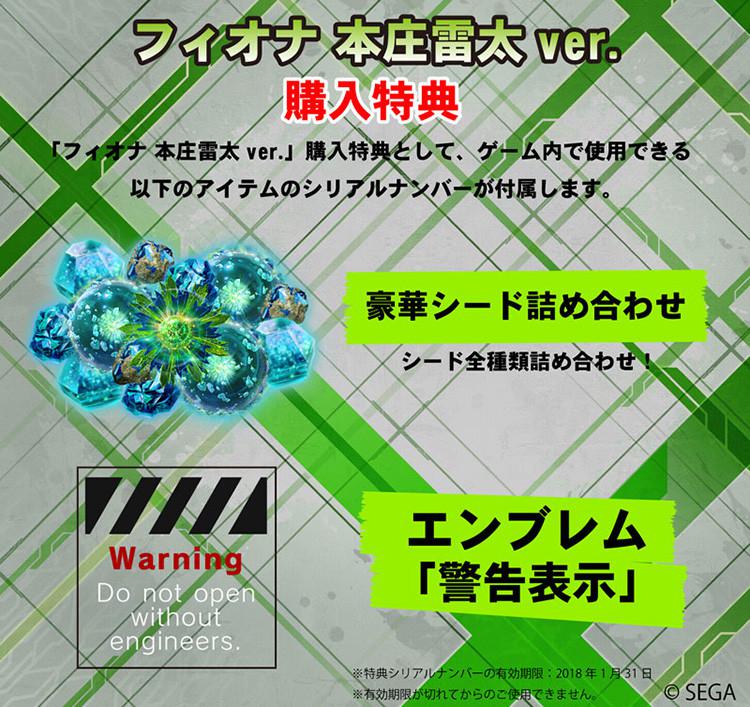 フィオナ 本庄雷太 ver.
購入特典
「フィオナ 本庄雷太 ver.」購入特典として、ゲーム内で使用できる
以下のアイテムのシリアルナンバーが付属します。
豪華シード詰め合わせ
シード全種類詰め合わせ！
Warning
Do not open
without
engineers.
エンブレム
「警告表示」
※特典シリアルナンバーの有効期限：2018年1月31日
※有効期限が切れてからのご使用できません。
© SEGA